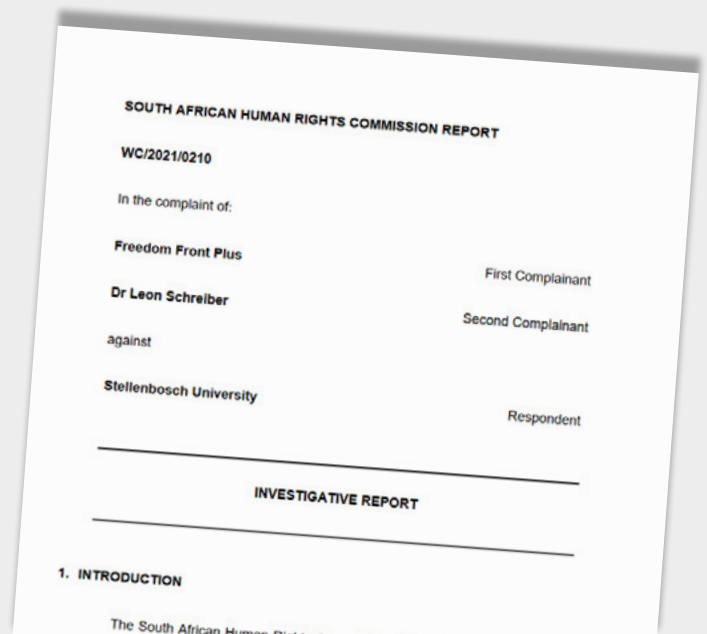 SOUTH AFRICAN HUMAN RIGHTS COMMISSION REPORT
WC/2021/0210
In the complaint of:
Freedom Front Plus First Complainant
Dr Leon Schreiber Second Complainant
against
Stellenbosch University Respondent
INVESTIGATIVE REPORT
1. INTRODUCTION
The South African Human